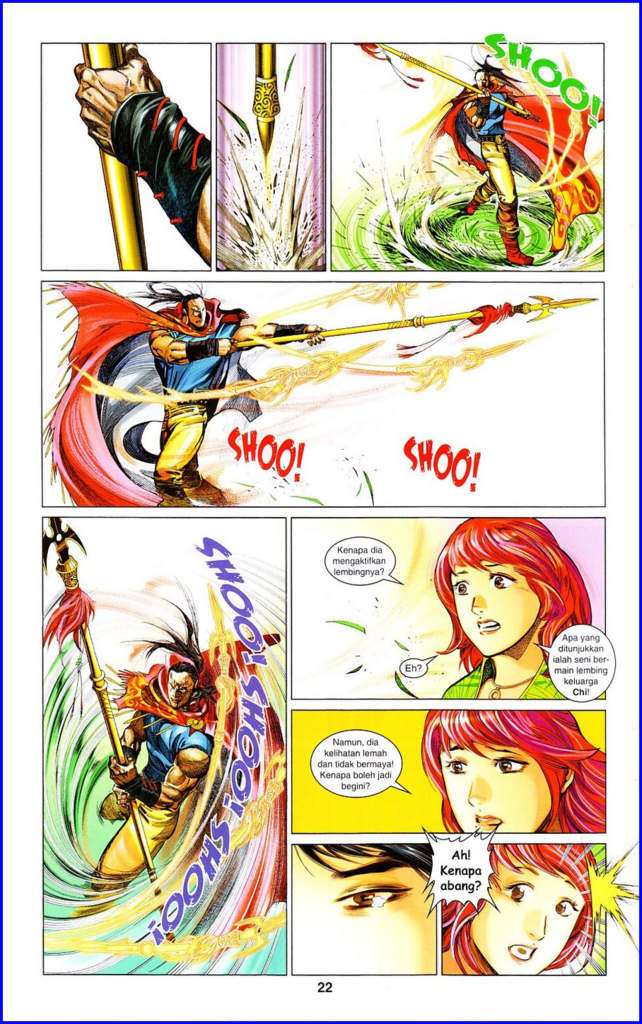 SHOO!
SHOO!
SHOO!
SHOO! SHOO! SHOO!
Kenapa dia
mengaktifkan
lembingnya?
Eh?
Apa yang
ditunjukkan
ialah seni ber-
main lembing
keluarga
Chi!
Namun, dia
kelihatan lemah
dan tidak bermaya!
Kenapa boleh jadi
begini?
Ah!
Kenapa
abang?
22